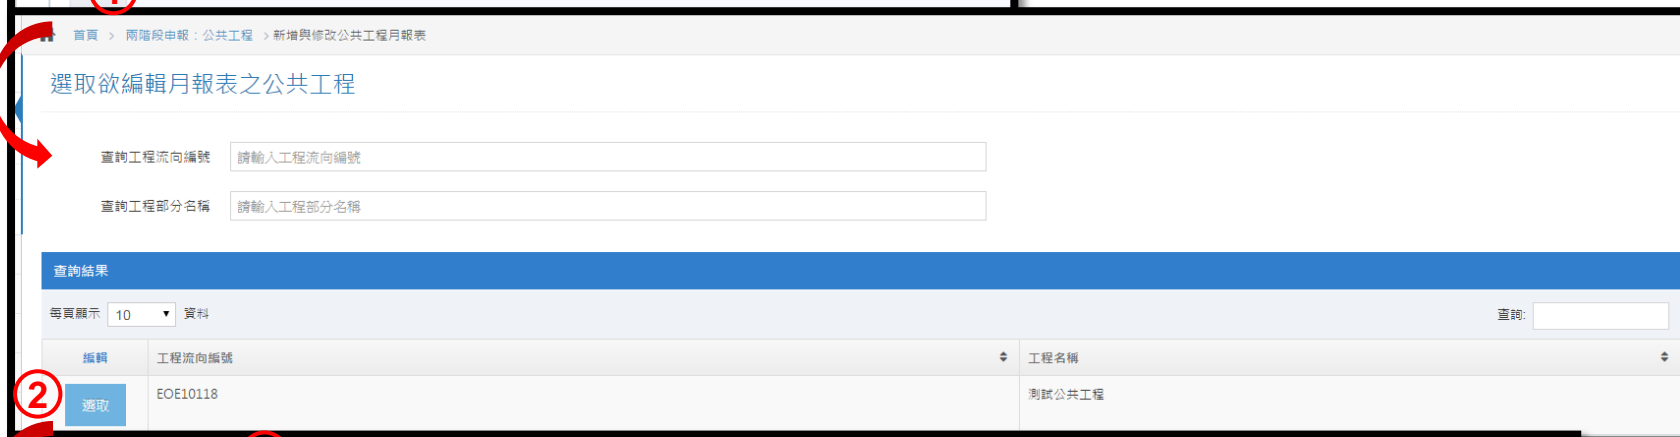 首頁 > 兩階段申報：公共工程 > 新增與修改公共工程月報表
選取欲編輯月報表之公共工程
查詢工程流向編號 請輸入工程流向編號
查詢工程部分名稱 請輸入工程部分名稱
查詢結果
每頁顯示 10 資料 查詢:
編輯 工程流向編號 工程名稱
② 選取 EOE10118 測試公共工程